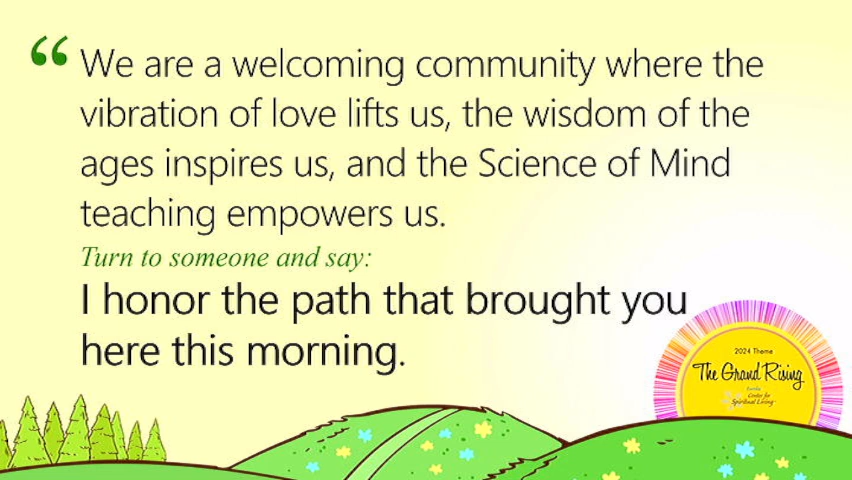 “ We are a welcoming community where the
vibration of love lifts us, the wisdom of the
ages inspires us, and the Science of Mind
teaching empowers us.
Turn to someone and say:
I honor the path that brought you
here this morning.
2024 Theme
The Grand Rising
Center for
Spiritual Living